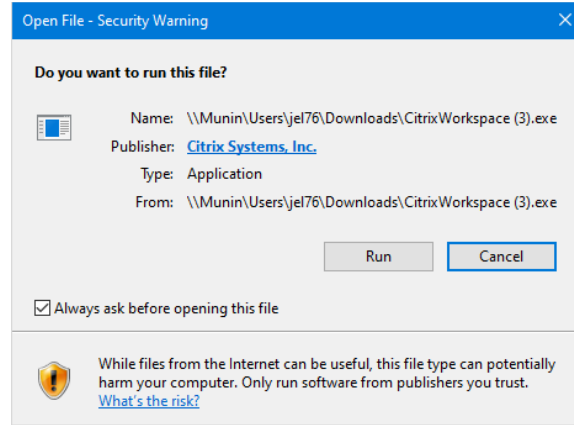 Open File - Security Warning
Do you want to run this file?
Name: \\Munin\Users\jel76\Downloads\CitrixWorkspace (3).exe
Publisher: Citrix Systems, Inc.
Type: Application
From: \\Munin\Users\jel76\Downloads\CitrixWorkspace (3).exe
Run Cancel
Always ask before opening this file
While files from the Internet can be useful, this file type can potentially
harm your computer. Only run software from publishers you trust.
What's the risk?